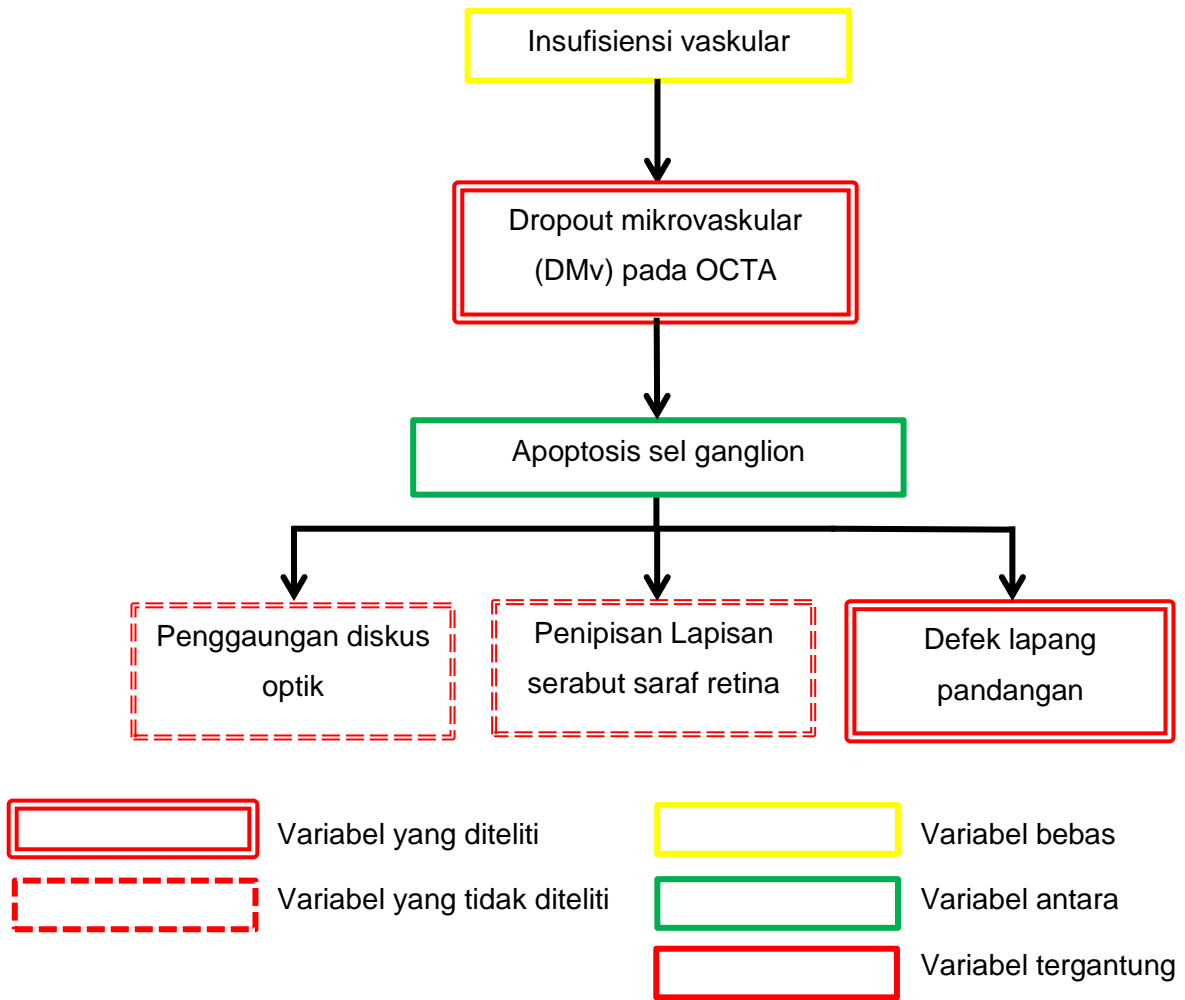 Insufisiensi vaskular
Dropout mikrovaskular
(DMv) pada OCTA
Apoptosis sel ganglion
Penggaungan diskus
optik
Penipisan Lapisan
serabut saraf retina
Defek lapang
pandangan
Variabel yang diteliti
Variabel yang tidak diteliti
Variabel bebas
Variabel antara
Variabel tergantung